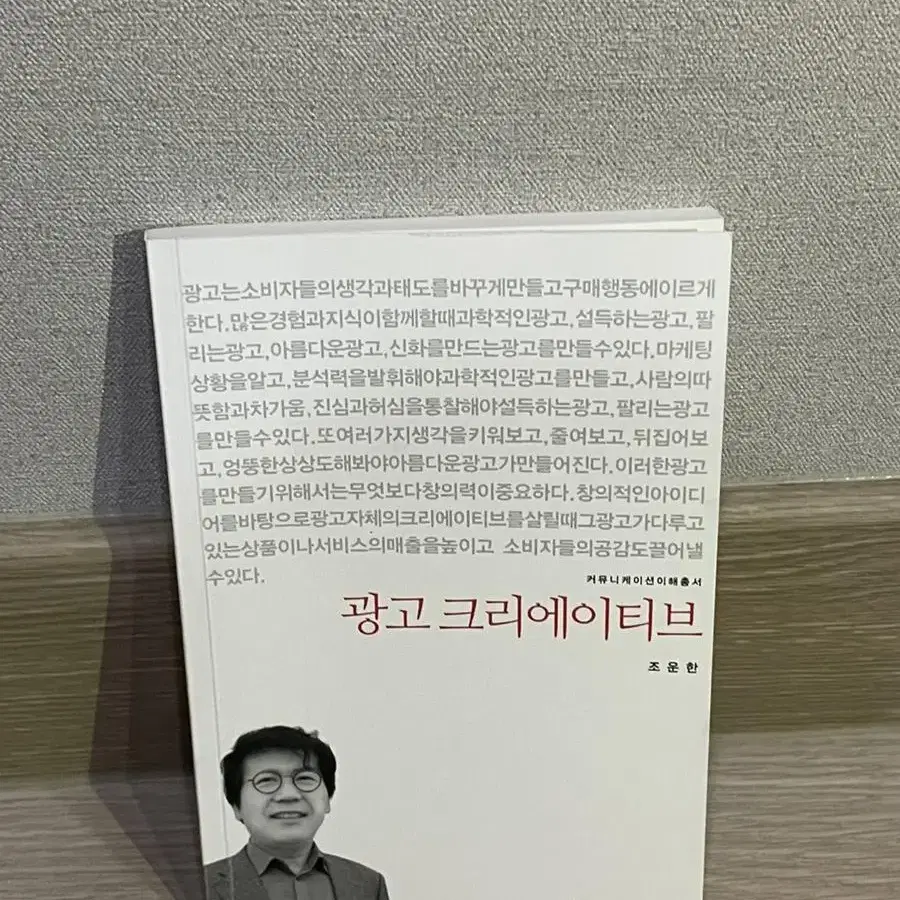 광고는소비자들의생각과태도를바꾸게만들고구매행동에이르게
한다.많은경험과지식이함께할때과학적인광고,설득하는광고,팔
리는광고,아름다운광고,신화를만드는광고를만들수있다.마케팅
상황을알고,분석력을발휘해야과학적인광고를만들고,사람의따
뜻함과차가움,진심과허심을통찰해야설득하는광고,팔리는광고
를만들수있다.또여러가지생각을키워보고,줄여보고,뒤집어보
고,엉뚱한상상도해봐야아름다운광고가만들어진다.이러한광고
를만들기위해서는무엇보다창의력이중요하다.창의적인아이디
어를바탕으로광고자체의크리에이티브를살릴때그광고가다루고
있는상품이나서비스의매출을높이고 소비자들의공감도끌어낼
수있다.
커뮤니케이션이해총서
광고 크리에이티브
조운한